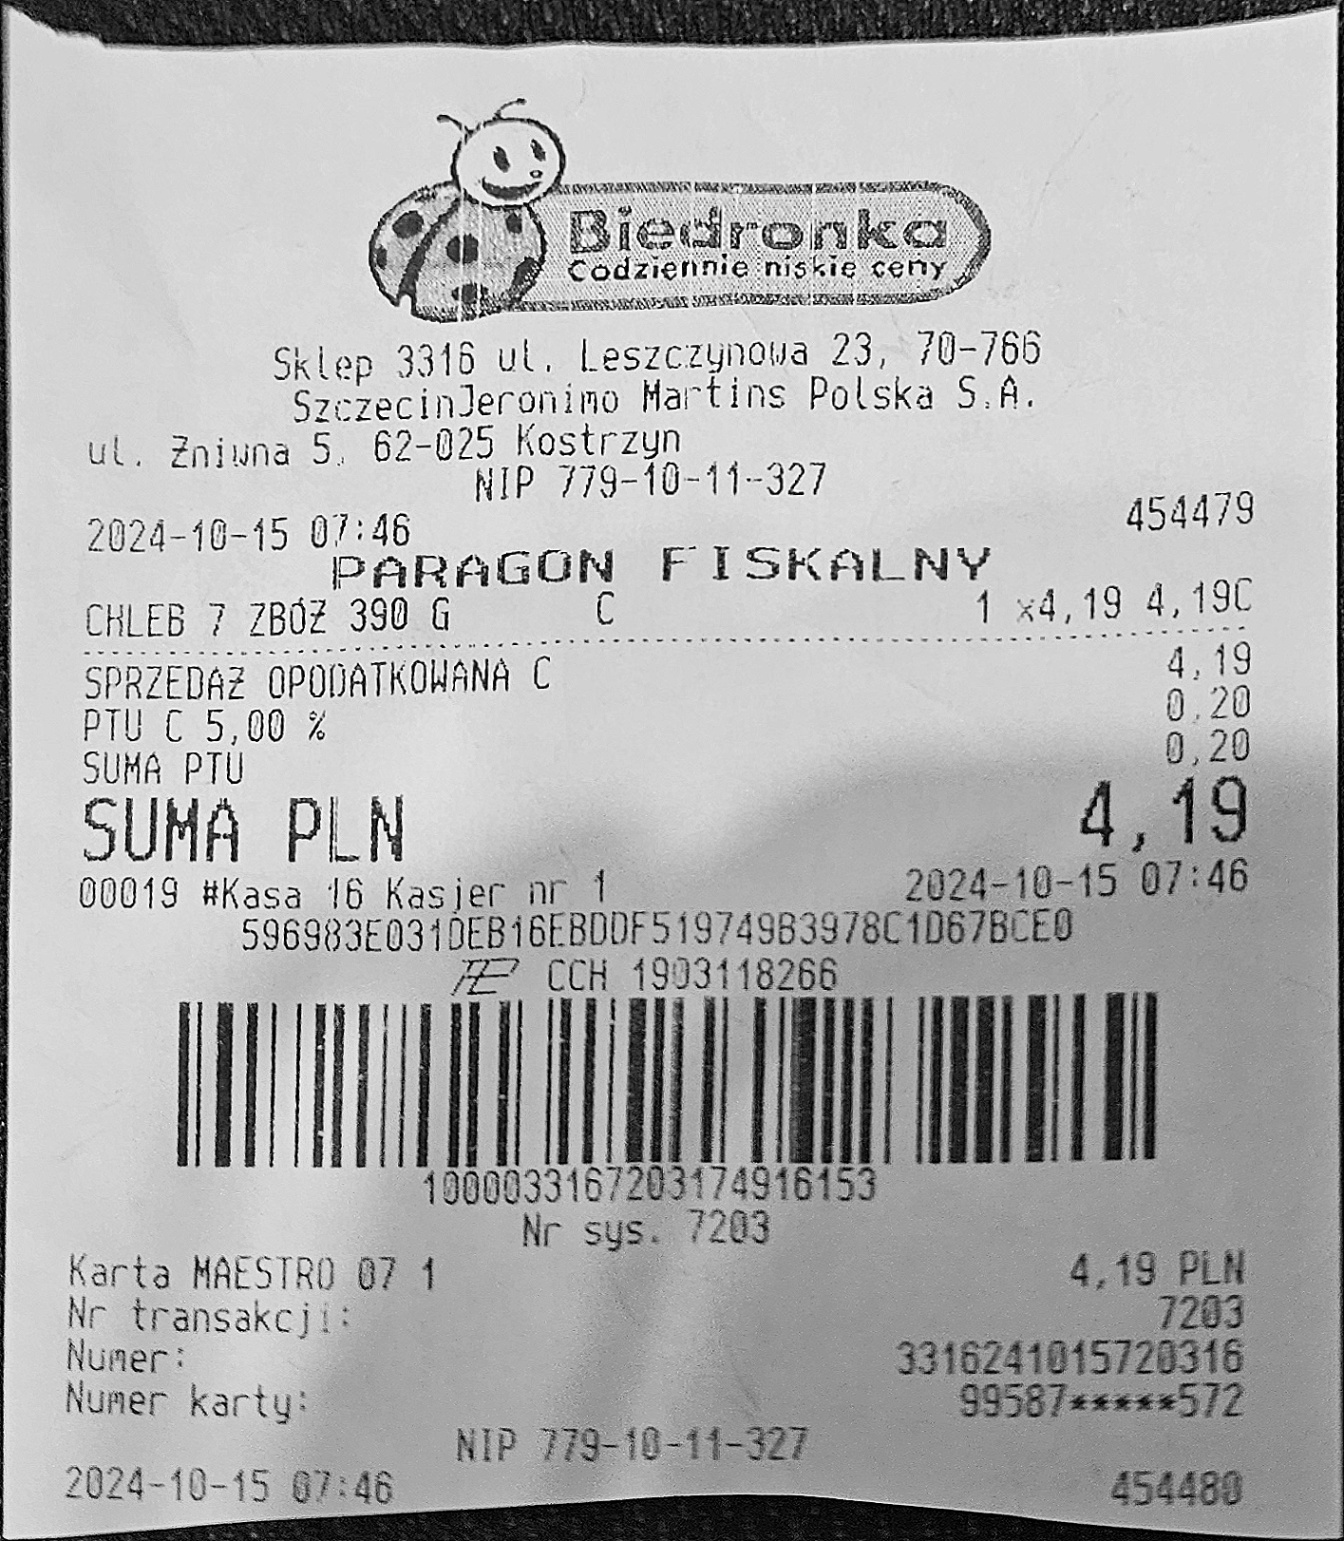 Biedronka
Codziennie niskie ceny
Sklep 3316 ul. Leszczynowa 23, 70-766
SzczecinJeronimo Martins Polska S.A.
ul. Żniwna 5, 62-025 Kostrzyn
NIP 779-10-11-327
2024-10-15 07:46 454479
PARAGON FISKALNY
CHLEB 7 ZBÓŻ 390 G C 1 x4,19 4,19C
SPRZEDAŻ OPODATKOWANA C 4,19
PTU C 5,00 % 0,20
SUMA PTU 0,20
SUMA PLN 4,19
00019 #Kasa 16 Kasjer nr 1 2024-10-15 07:46
596983E031DEB16EBDDF519749B3978C1D67BCE0
CCH 1903118266
1000033167203174916153
Nr sys. 7203
Karta MAESTRO 07 1 4,19 PLN
Nr transakcji: 7203
Numer: 3316241015720316
Numer karty: 99587*****572
NIP 779-10-11-327
2024-10-15 07:46 454480